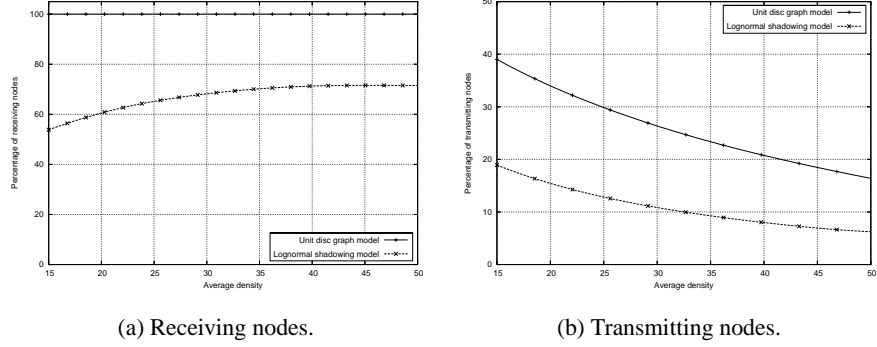 100
80
60
40
20
0
Percentage of receiving nodes
15 20 25 30 35 40 45 50
Average density
Unit disc graph model
Lognormal shadowing model
(a) Receiving nodes.
50
40
30
20
10
0
Percentage of transmitting nodes
15 20 25 30 35 40 45 50
Average density
Unit disc graph model
Lognormal shadowing model
(b) Transmitting nodes.